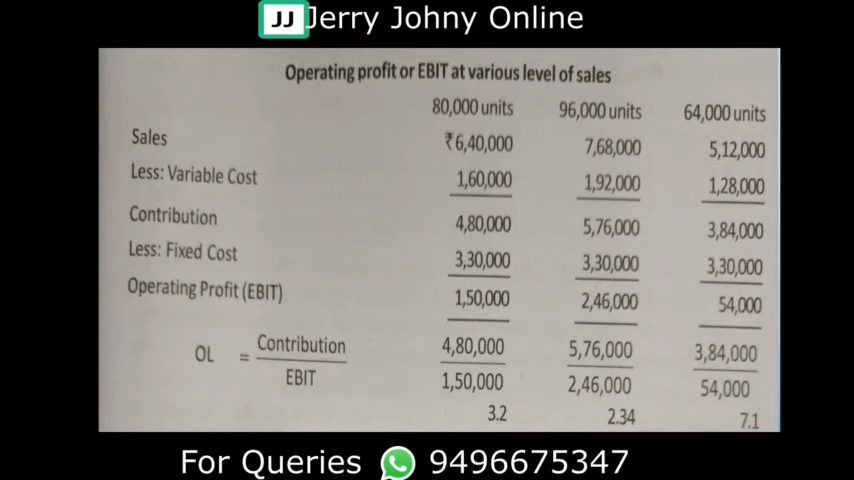 JJ Jerry Johny Online
Operating profit or EBIT at various level of sales
80,000 units 96,000 units 64,000 units
Sales ₹6,40,000 7,68,000 5,12,000
Less: Variable Cost 1,60,000 1,92,000 1,28,000
Contribution 4,80,000 5,76,000 3,84,000
Less: Fixed Cost 3,30,000 3,30,000 3,30,000
Operating Profit (EBIT) 1,50,000 2,46,000 54,000
OL = Contribution 4,80,000 5,76,000 3,84,000
EBIT 1,50,000 2,46,000 54,000
3.2 2.34 7.1
For Queries 9496675347